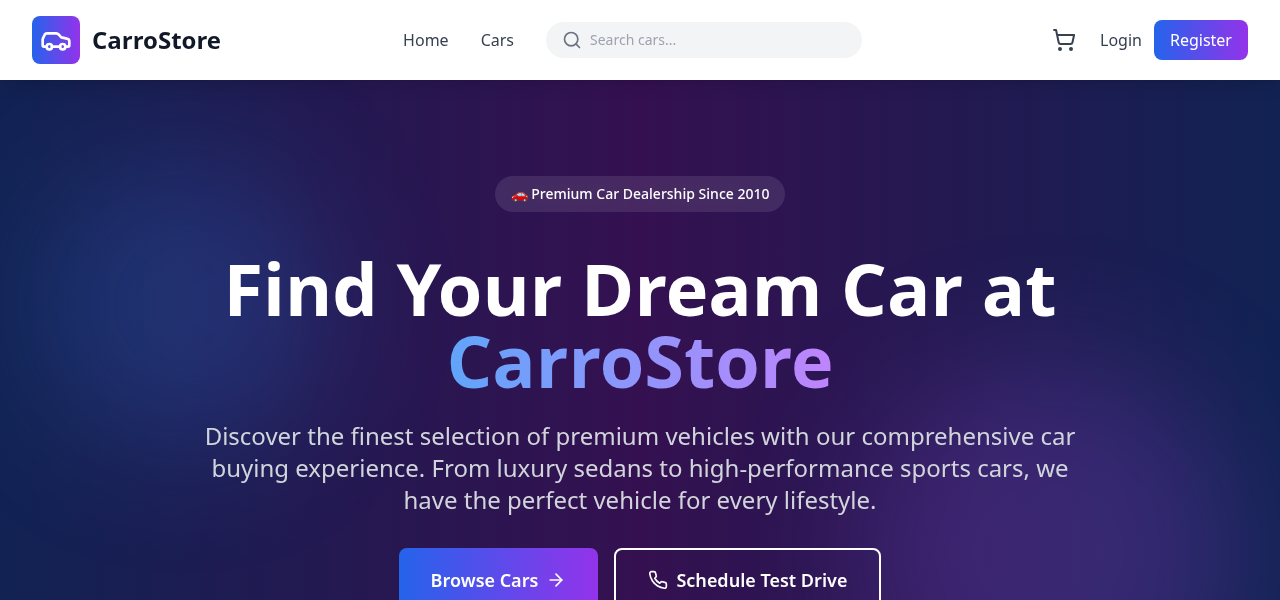 CarroStore
Home
Cars
Search cars...
Login
Register
🚗 Premium Car Dealership Since 2010
Find Your Dream Car at
CarroStore
Discover the finest selection of premium vehicles with our comprehensive car
buying experience. From luxury sedans to high-performance sports cars, we
have the perfect vehicle for every lifestyle.
Browse Cars
Schedule Test Drive